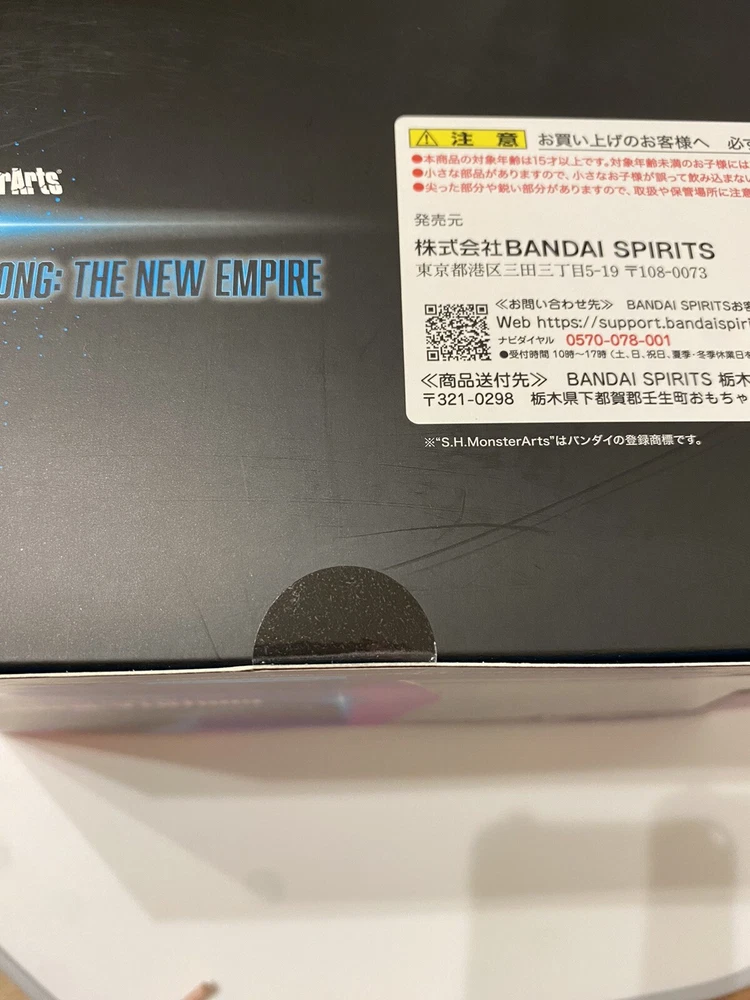 rArts
ONG: THE NEW EMPIRE
⚠ 注意 お買い上げのお客様へ 必ず
●本商品の対象年齢は15才以上です。対象年齢未満のお子様には
●小さな部品がありますので、小さなお子様が誤って飲み込まない
●尖った部分や鋭い部分がありますので、取扱や保管場所に注意
発売元
株式会社BANDAI SPIRITS
東京都港区三田三丁目5-19 〒108-0073
≪お問い合わせ先≫ BANDAI SPIRITSお客
Web https://support.bandaispiri
ナビダイヤル 0570-078-001
●受付時間 10時〜17時（土、日、祝日、夏季・冬季休業日
≪商品送付先≫ BANDAI SPIRITS 栃木
〒321-0298 栃木県下都賀郡壬生町おもちゃ
※“S.H.MonsterArts”はバンダイの登録商標です。